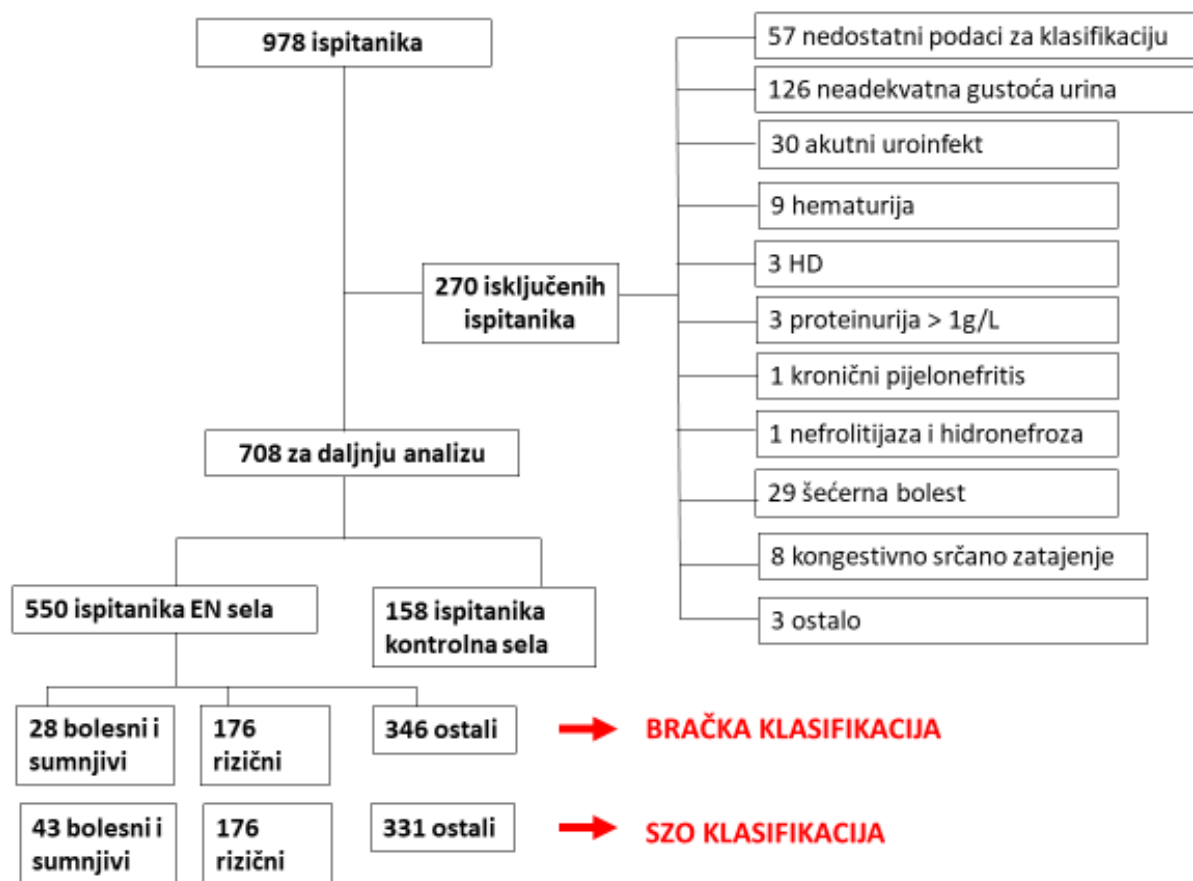 978 ispitanika
57 nedostatni podaci za klasifikaciju
126 neadekvatna gustoća urina
30 akutni uroinfekt
9 hematurija
3 HD
270 isključenih
ispitanika
3 proteinurija > 1g/L
1 kronični pijelonefritis
1 nefrolitijaza i hidronefroza
29 šećerna bolest
8 kongestivno srčano zatajenje
3 ostalo
708 za daljnju analizu
550 ispitanika EN sela
158 ispitanika
kontrolna sela
28 bolesni i
sumnjivi
176
rizični
346 ostali
BRAČKA KLASIFIKACIJA
43 bolesni i
sumnjivi
176
rizični
331 ostali
SZO KLASIFIKACIJA